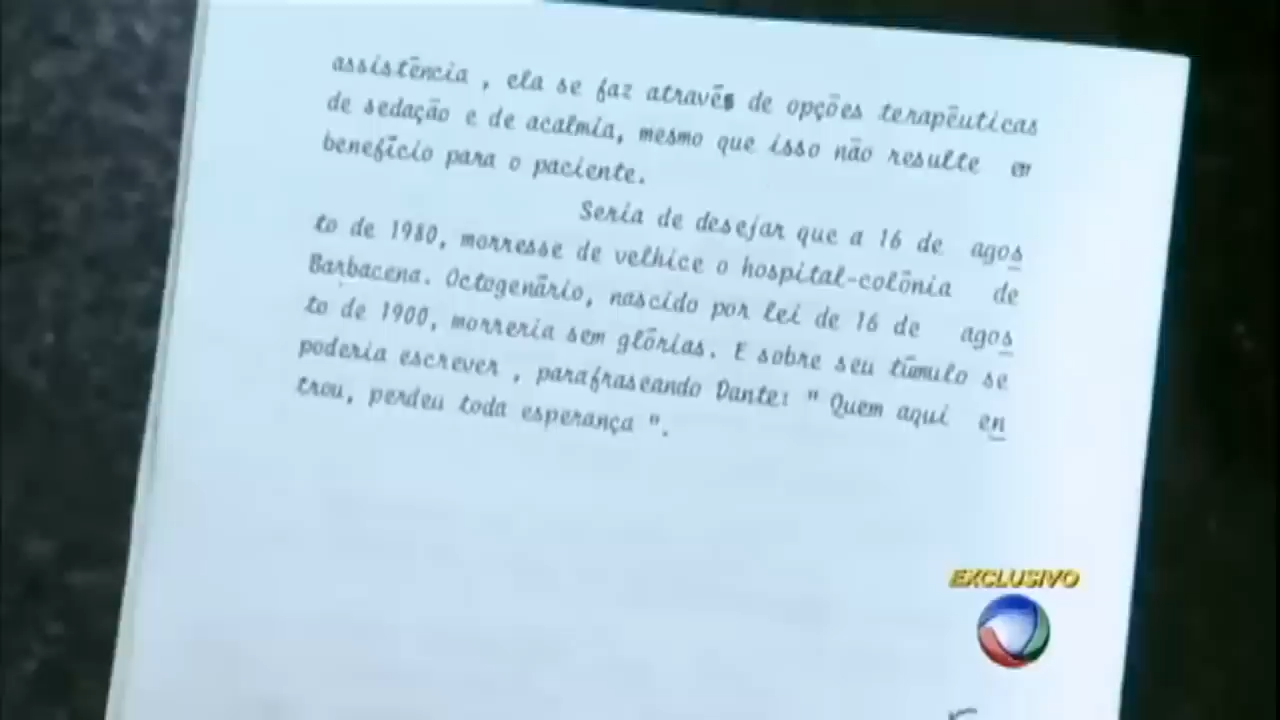 assistência , ela se faz através de opções terapêuticas
de sedação e de acalmia, mesmo que isso não resulte em
benefício para o paciente.
Seria de desejar que a 16 de agos
to de 1980, morresse de velhice o hospital-colônia de
Barbacena. Octogenário, nascido por lei de 16 de agos
to de 1900, morreria sem glórias. E sobre seu túmulo se
poderia escrever , parafraseando Dante: " Quem aqui en
trou, perdeu toda esperança ".
EXCLUSIVO